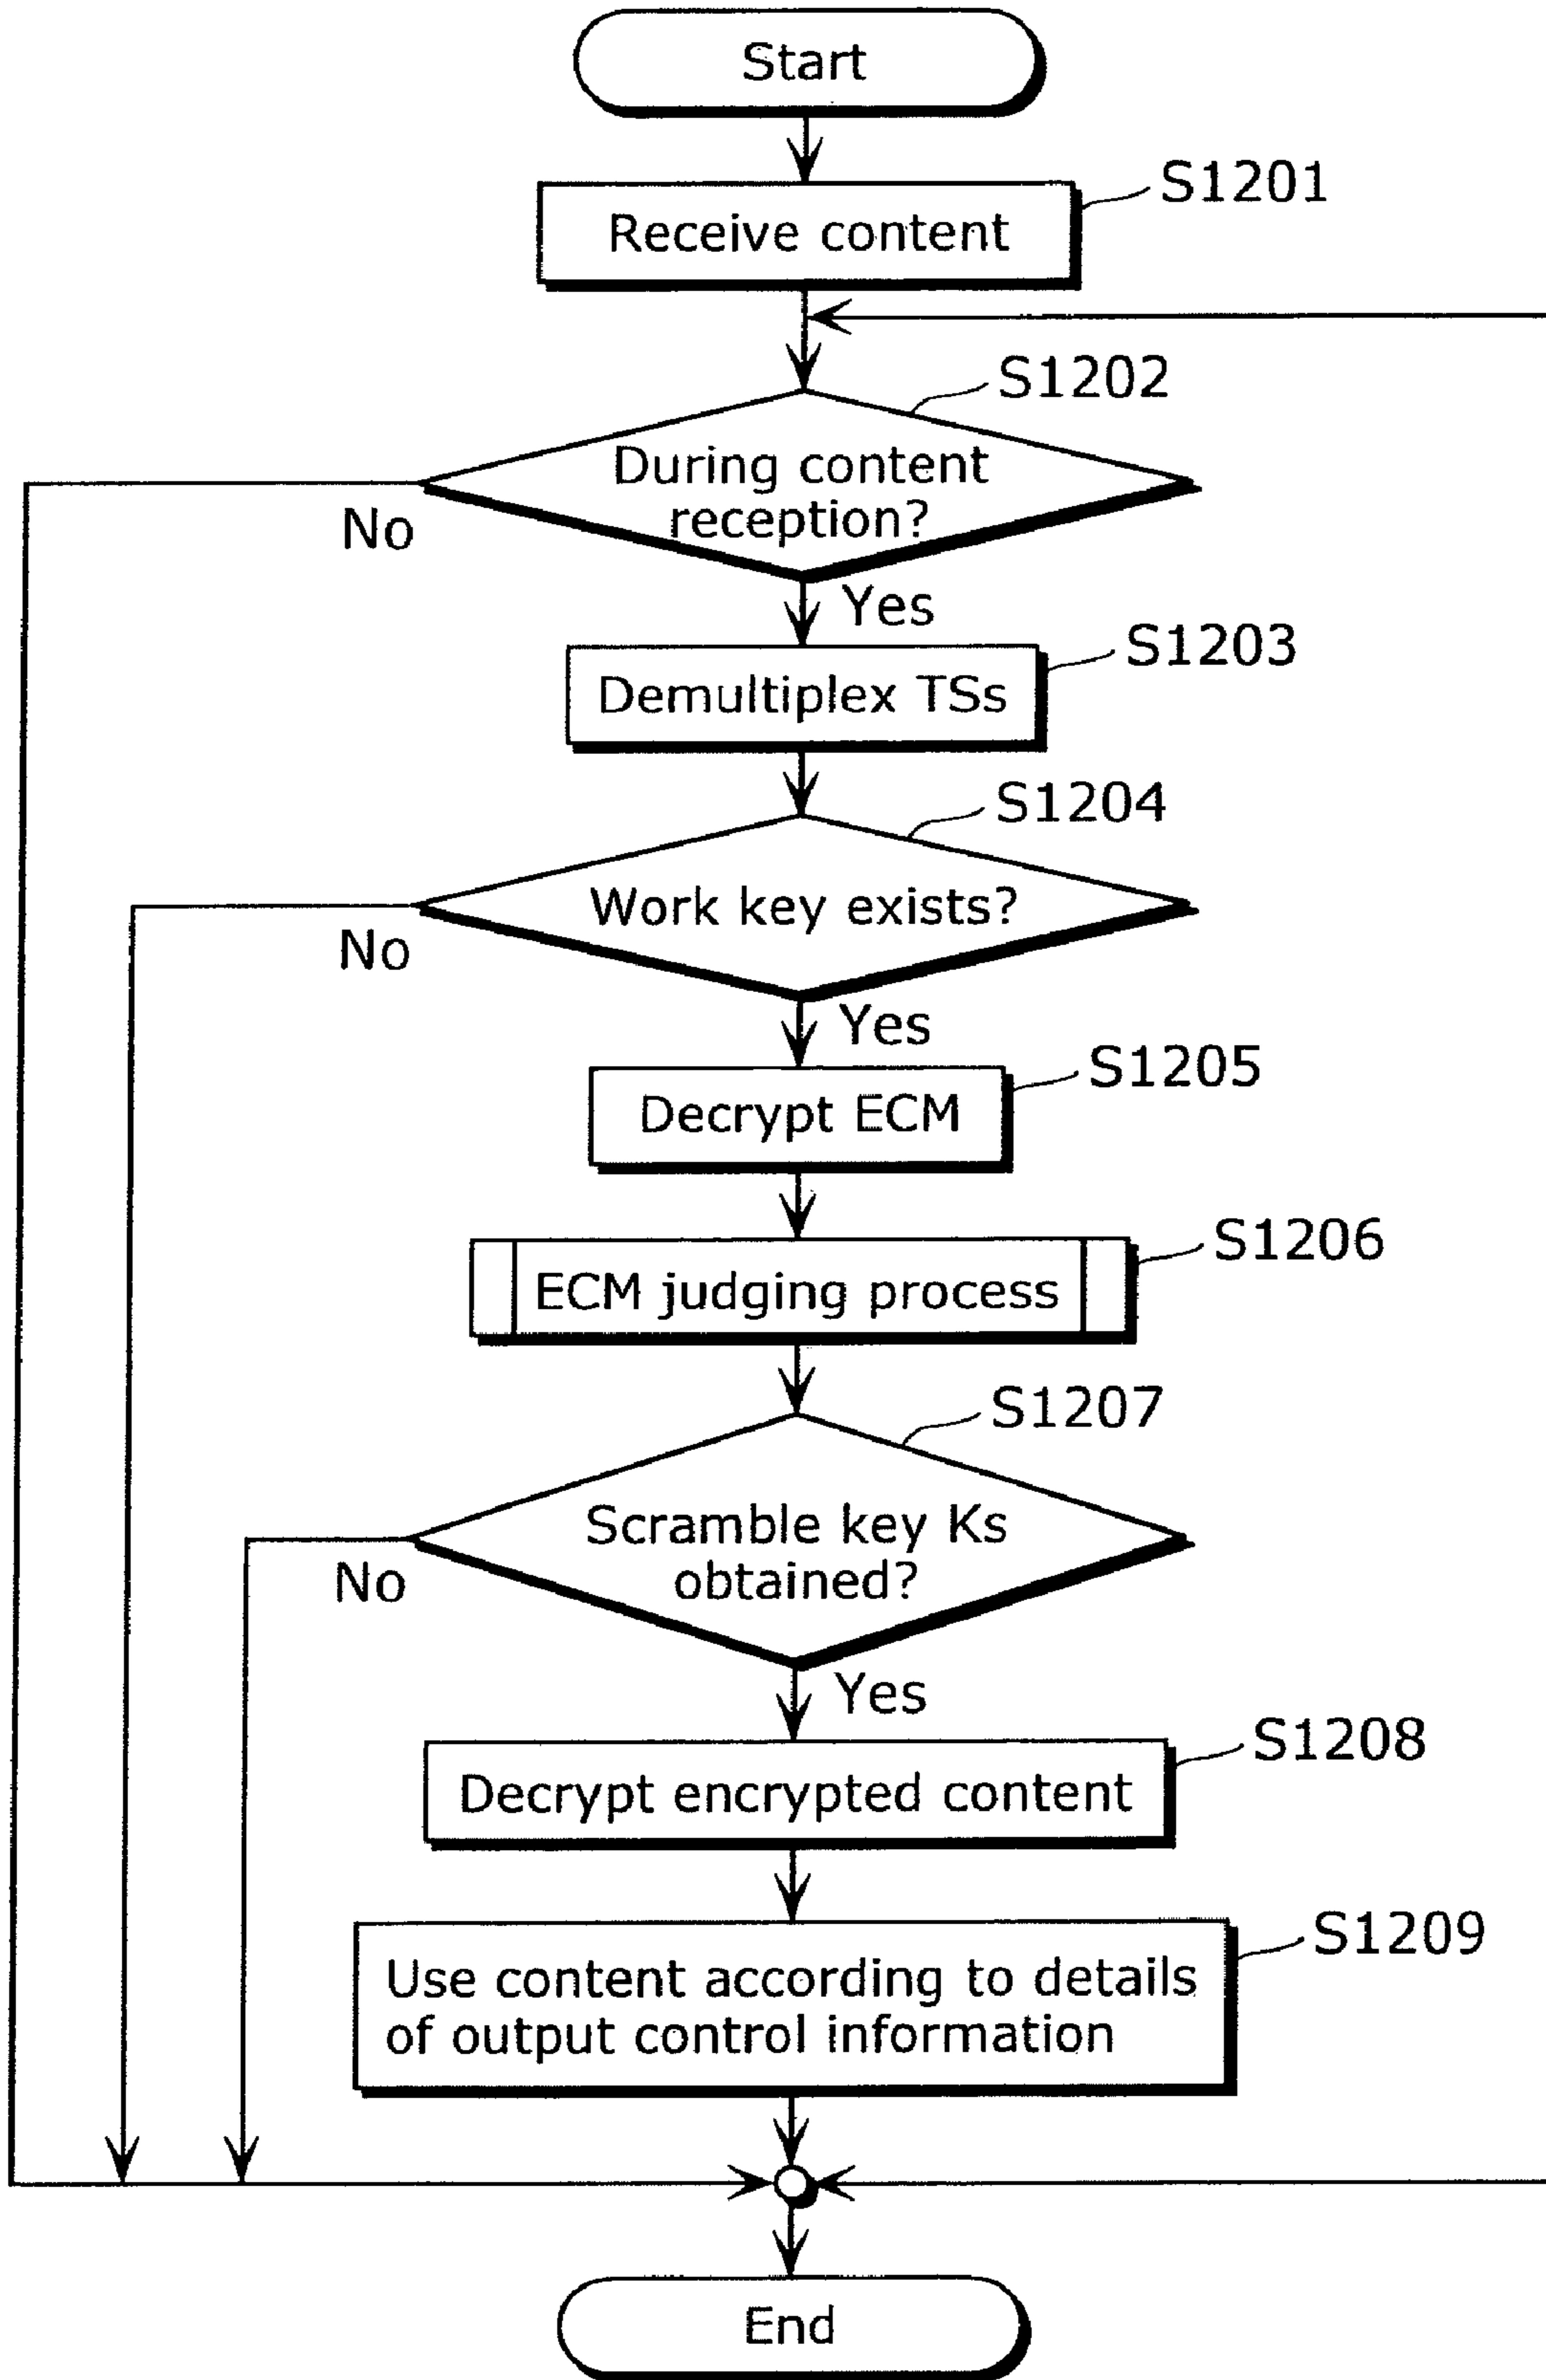 Start
S1201
Receive content
S1202
During content
reception?
No
Yes
S1203
Demultiplex TSs
S1204
Work key exists?
No
Yes
S1205
Decrypt ECM
S1206
ECM judging process
S1207
Scramble key Ks
obtained?
No
Yes
S1208
Decrypt encrypted content
S1209
Use content according to details
of output control information
End